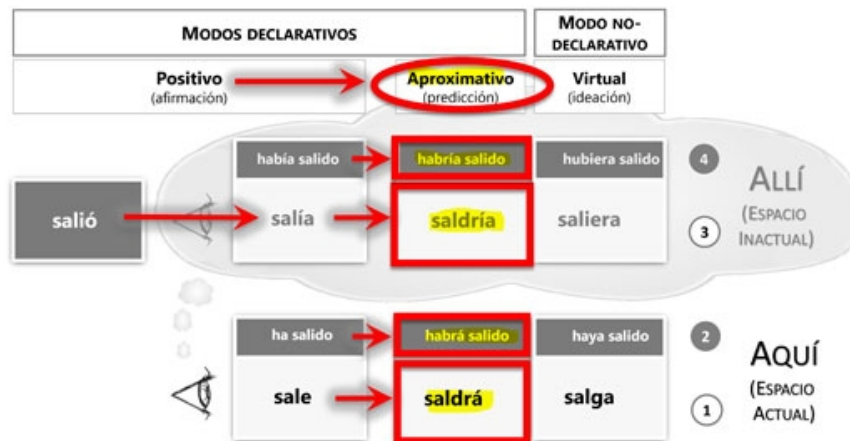 MODOS DECLARATIVOS
MODO NO-
DECLARATIVO
Positivo
(afirmación)
Aproximativo
(predicción)
Virtual
(ideación)
había salido
habría salido
hubiera salido
4
salió
salía
saldría
saliera
3
ALLÍ
(ESPACIO
INACTUAL)
ha salido
habrá salido
haya salido
2
sale
saldrá
salga
1
AQUÍ
(ESPACIO
ACTUAL)